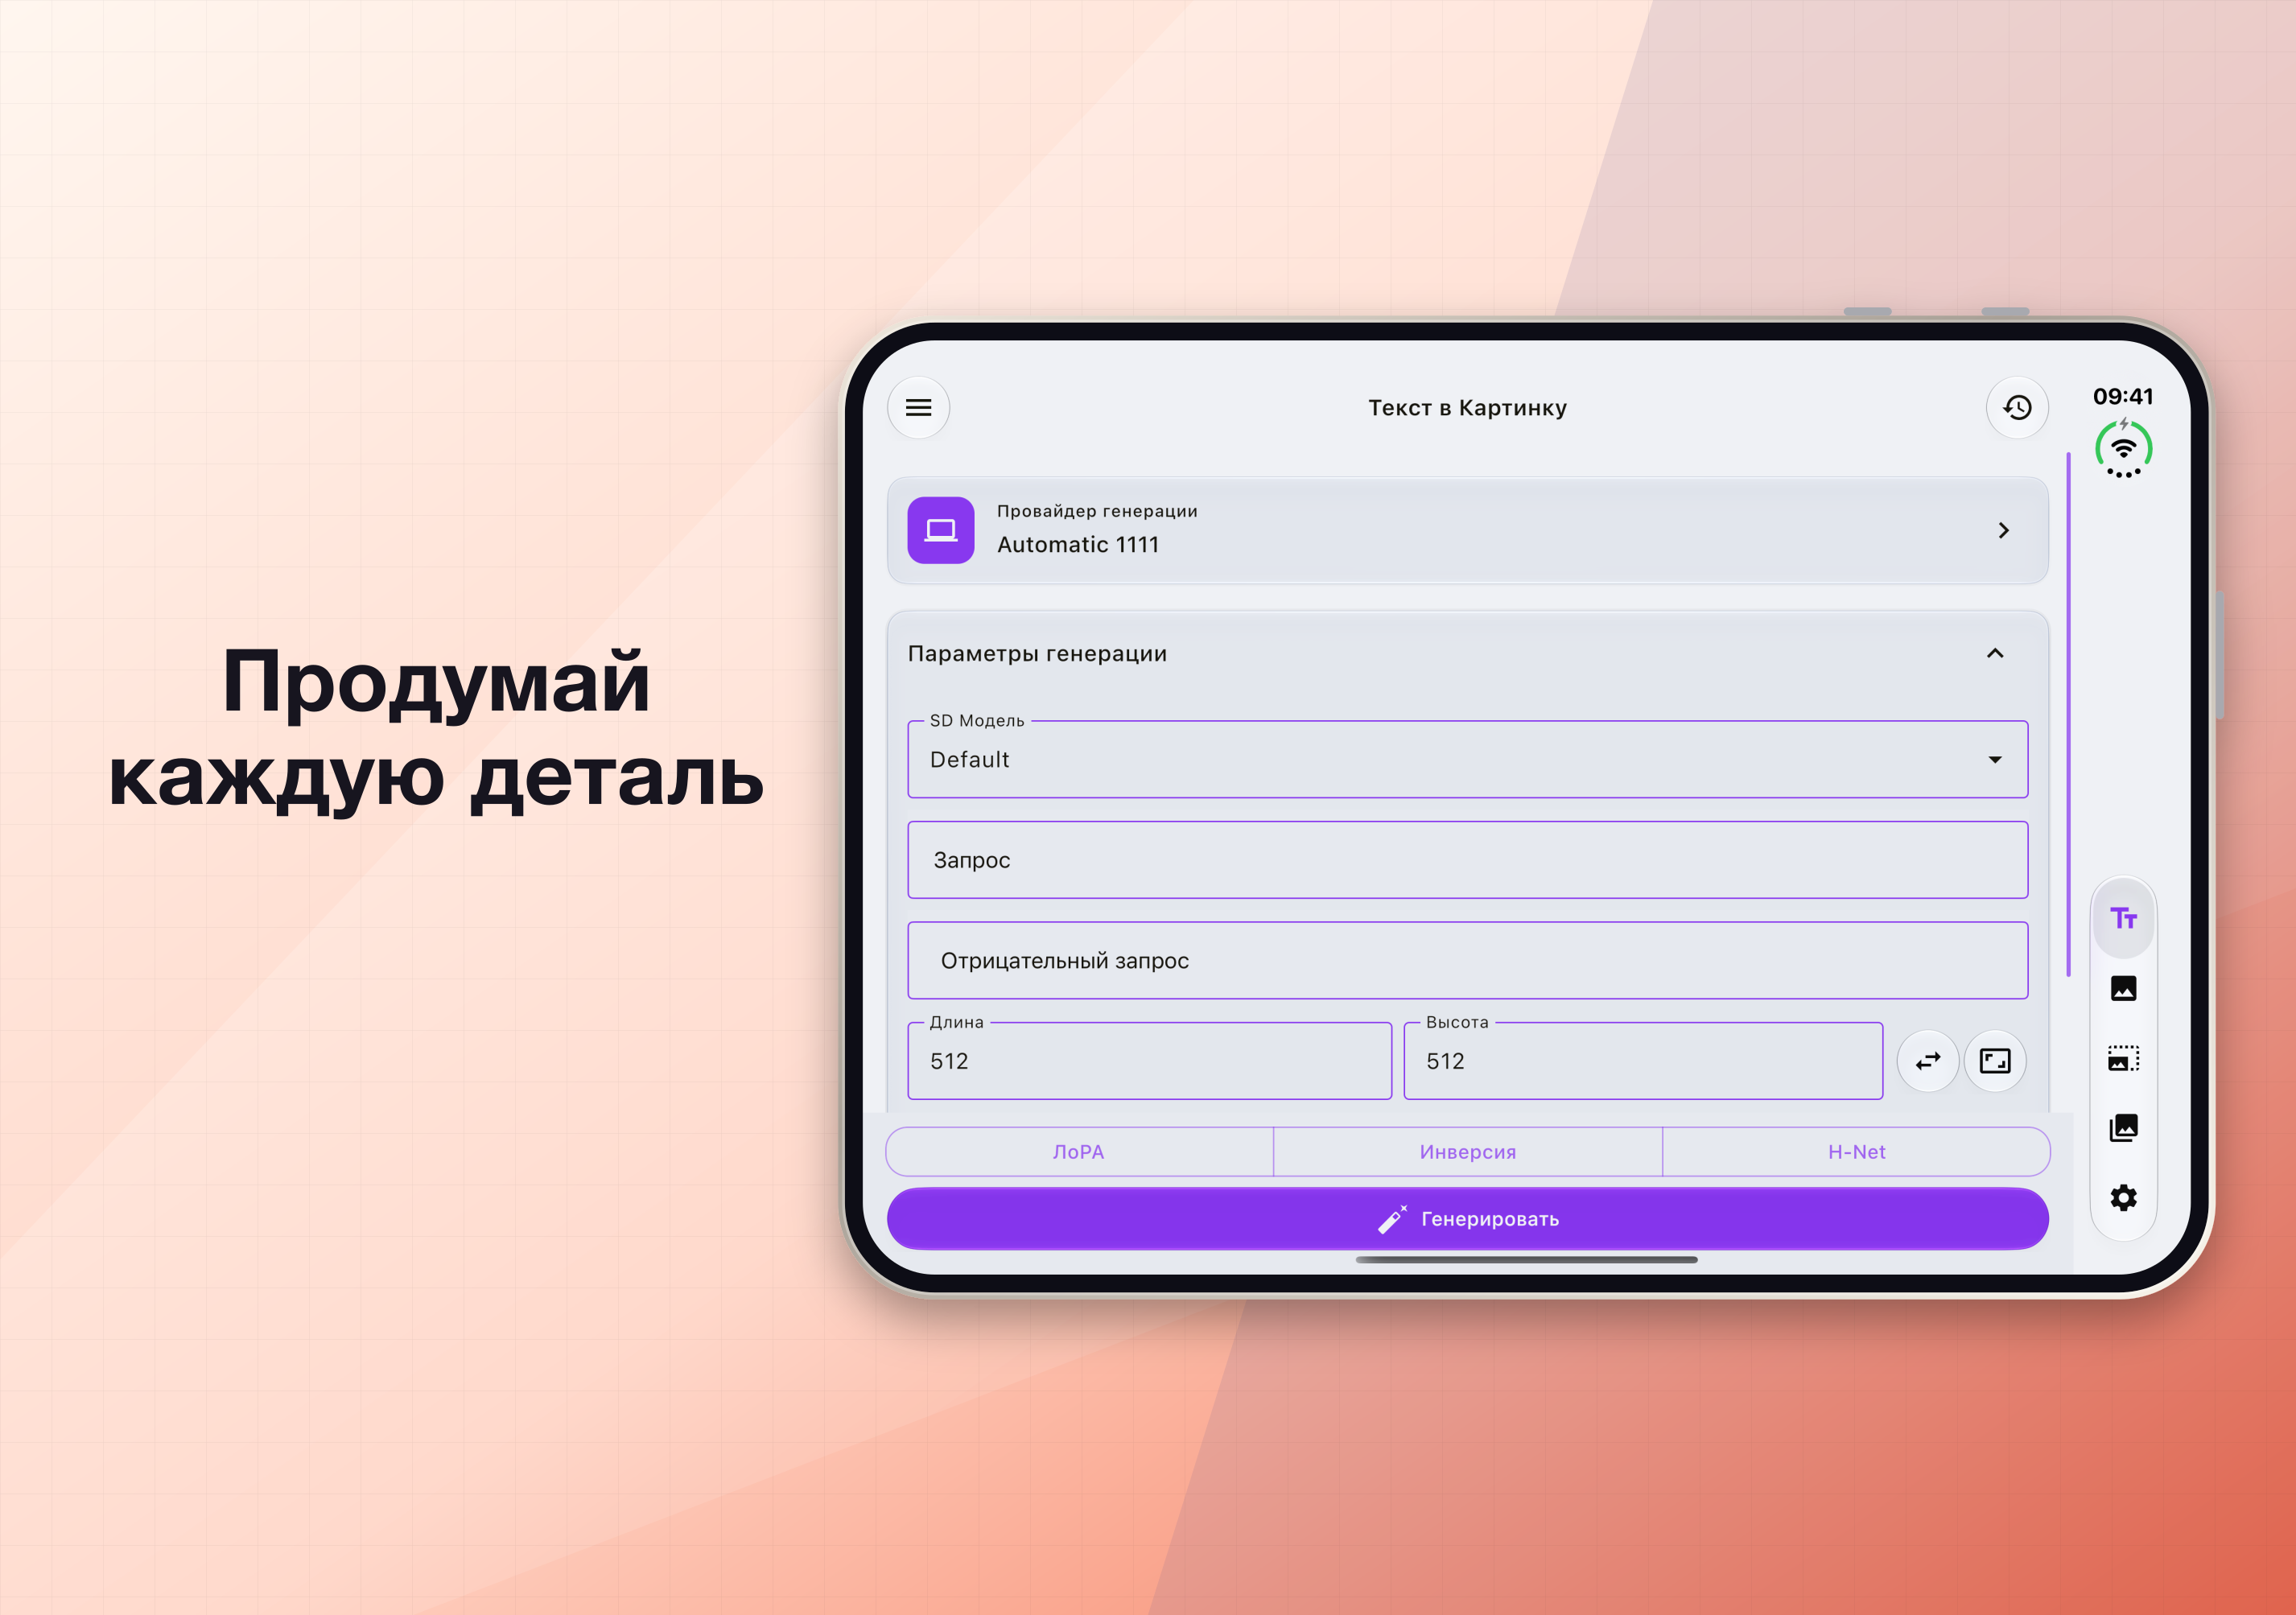 Продумай
каждую деталь
Текст в Картинку
09:41
Провайдер генерации
Automatic 1111
Параметры генерации
SD Модель
Default
Запрос
Отрицательный запрос
Длина
512
Высота
512
ЛоРА
Инверсия
H-Net
Генерировать